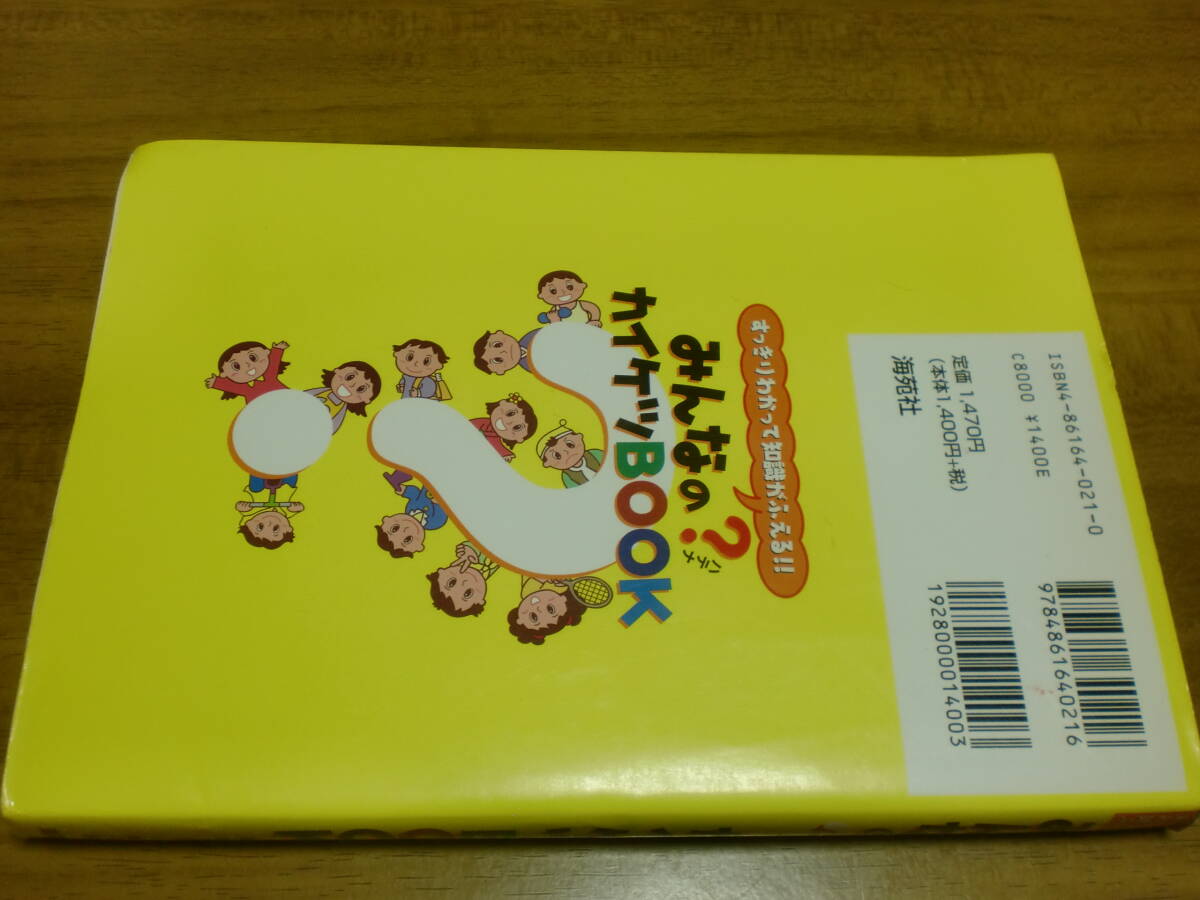 すっきりわかって知識がふえる!!
みんなの?
ハテナ
カイケツBOOK
ISBN4-86164-021-0
C8000 ¥1400E
定価 1,470円
(本体1,400円+税)
海苑社
9784861640216
1928000014003